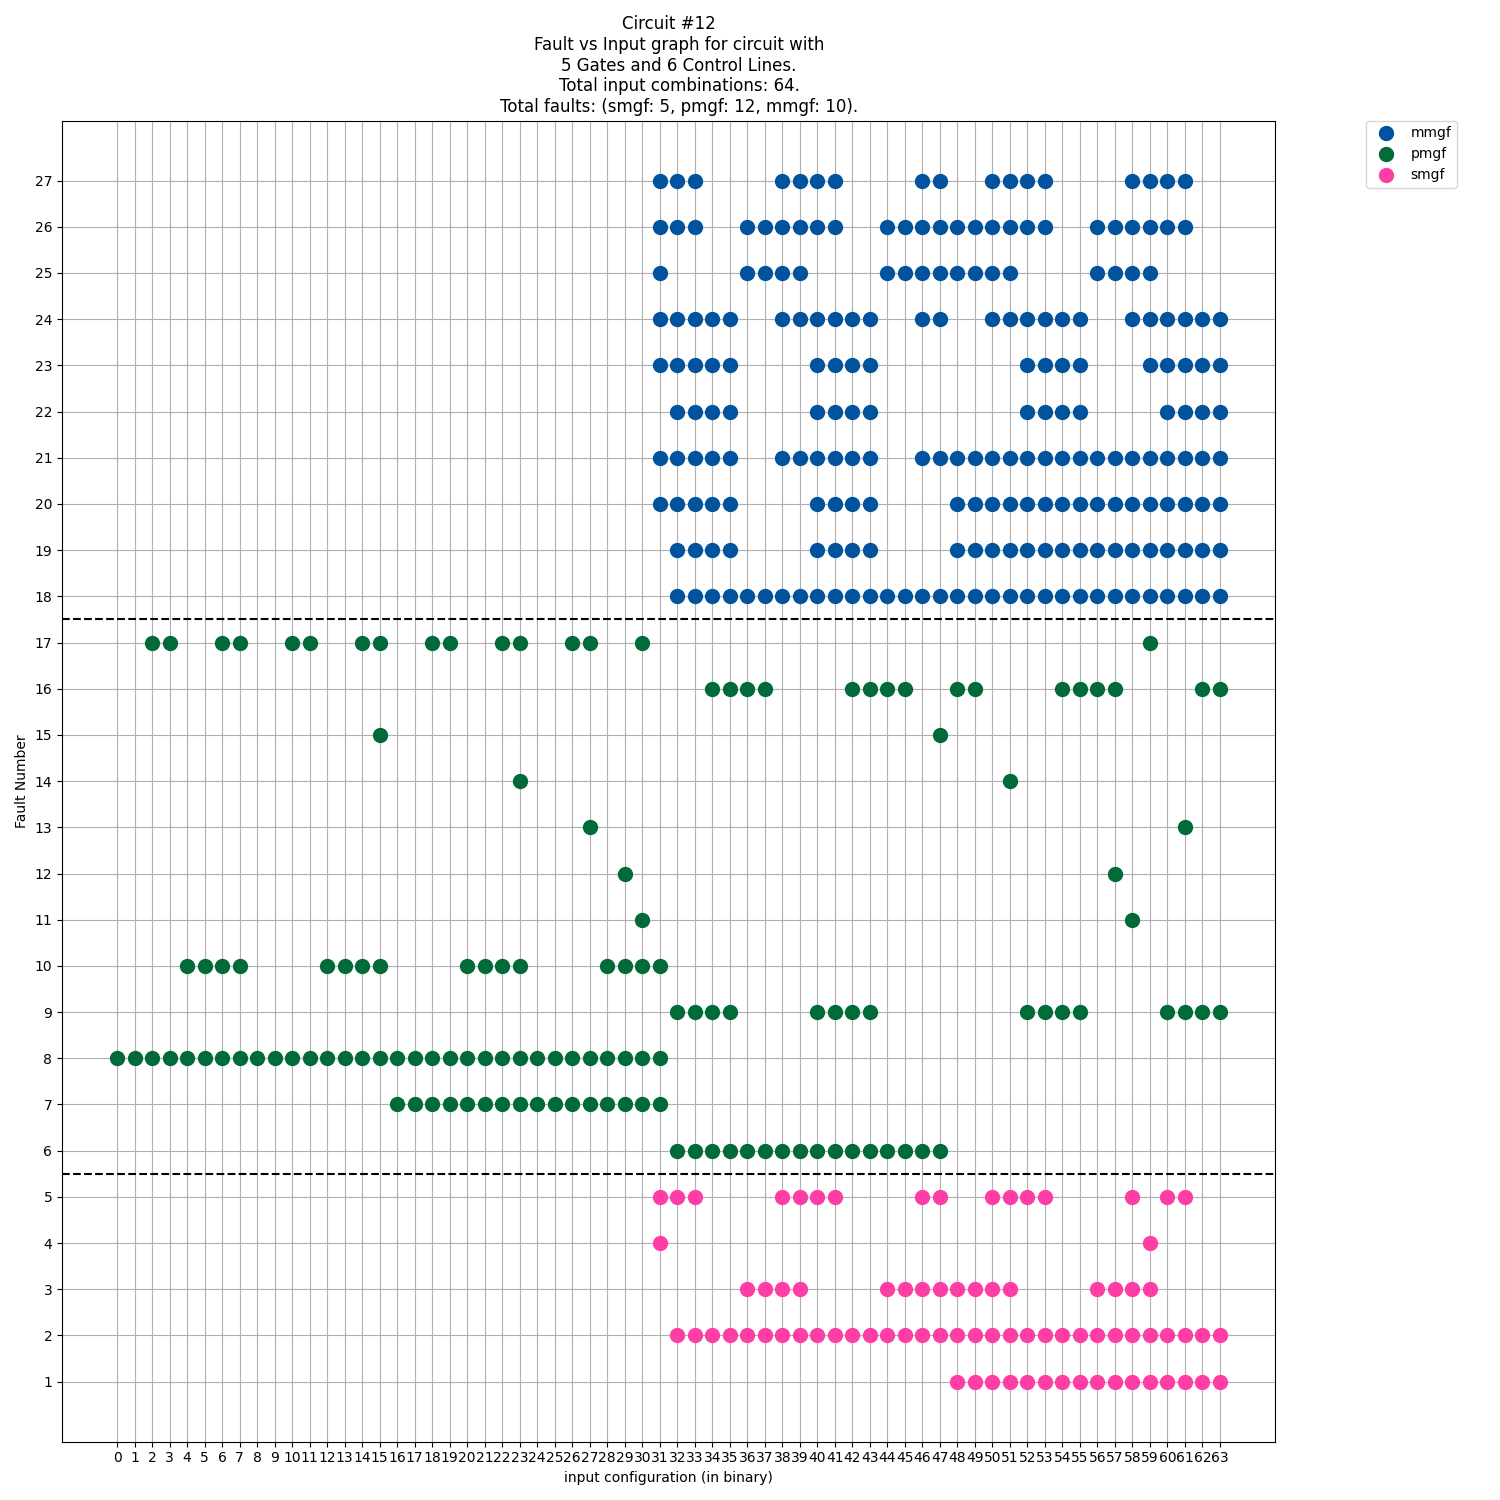 Circuit #12
Fault vs Input graph for circuit with
5 Gates and 6 Control Lines.
Total input combinations: 64.
Total faults: (smgf: 5, pmgf: 12, mmgf: 10).
mmgf
pmgf
smgf
Fault Number
27
26
25
24
23
22
21
20
19
18
17
16
15
14
13
12
11
10
9
8
7
6
5
4
3
2
1
0 1 2 3 4 5 6 7 8 9 10 11 12 13 14 15 16 17 18 19 20 21 22 23 24 25 26 27 28 29 30 31 32 33 34 35 36 37 38 39 40 41 42 43 44 45 46 47 48 49 50 51 52 53 54 55 56 57 58 59 60 61 62 63
input configuration (in binary)